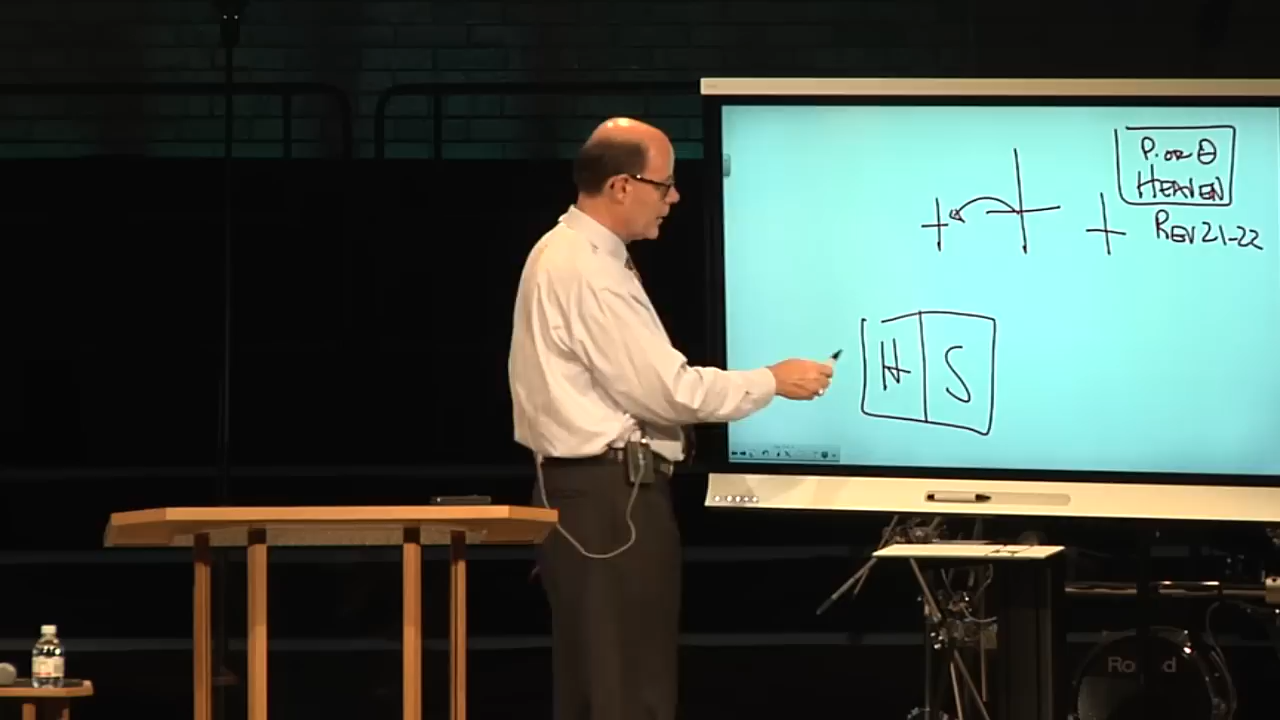 P. OR Θ
HEAVEN
REV 21-22
H S
Roland